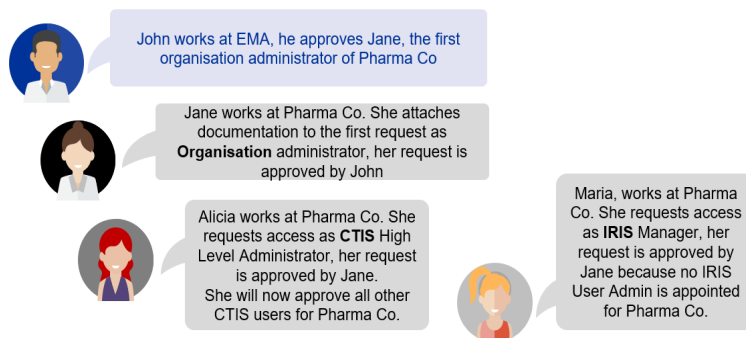 John works at EMA, he approves Jane, the first
organisation administrator of Pharma Co
Jane works at Pharma Co. She attaches
documentation to the first request as
Organisation administrator, her request is
approved by John
Alicia works at Pharma Co. She
requests access as CTIS High
Level Administrator, her request
is approved by Jane.
She will now approve all other
CTIS users for Pharma Co.
Maria, works at Pharma
Co. She requests access
as IRIS Manager, her
request is approved by
Jane because no IRIS
User Admin is appointed
for Pharma Co.